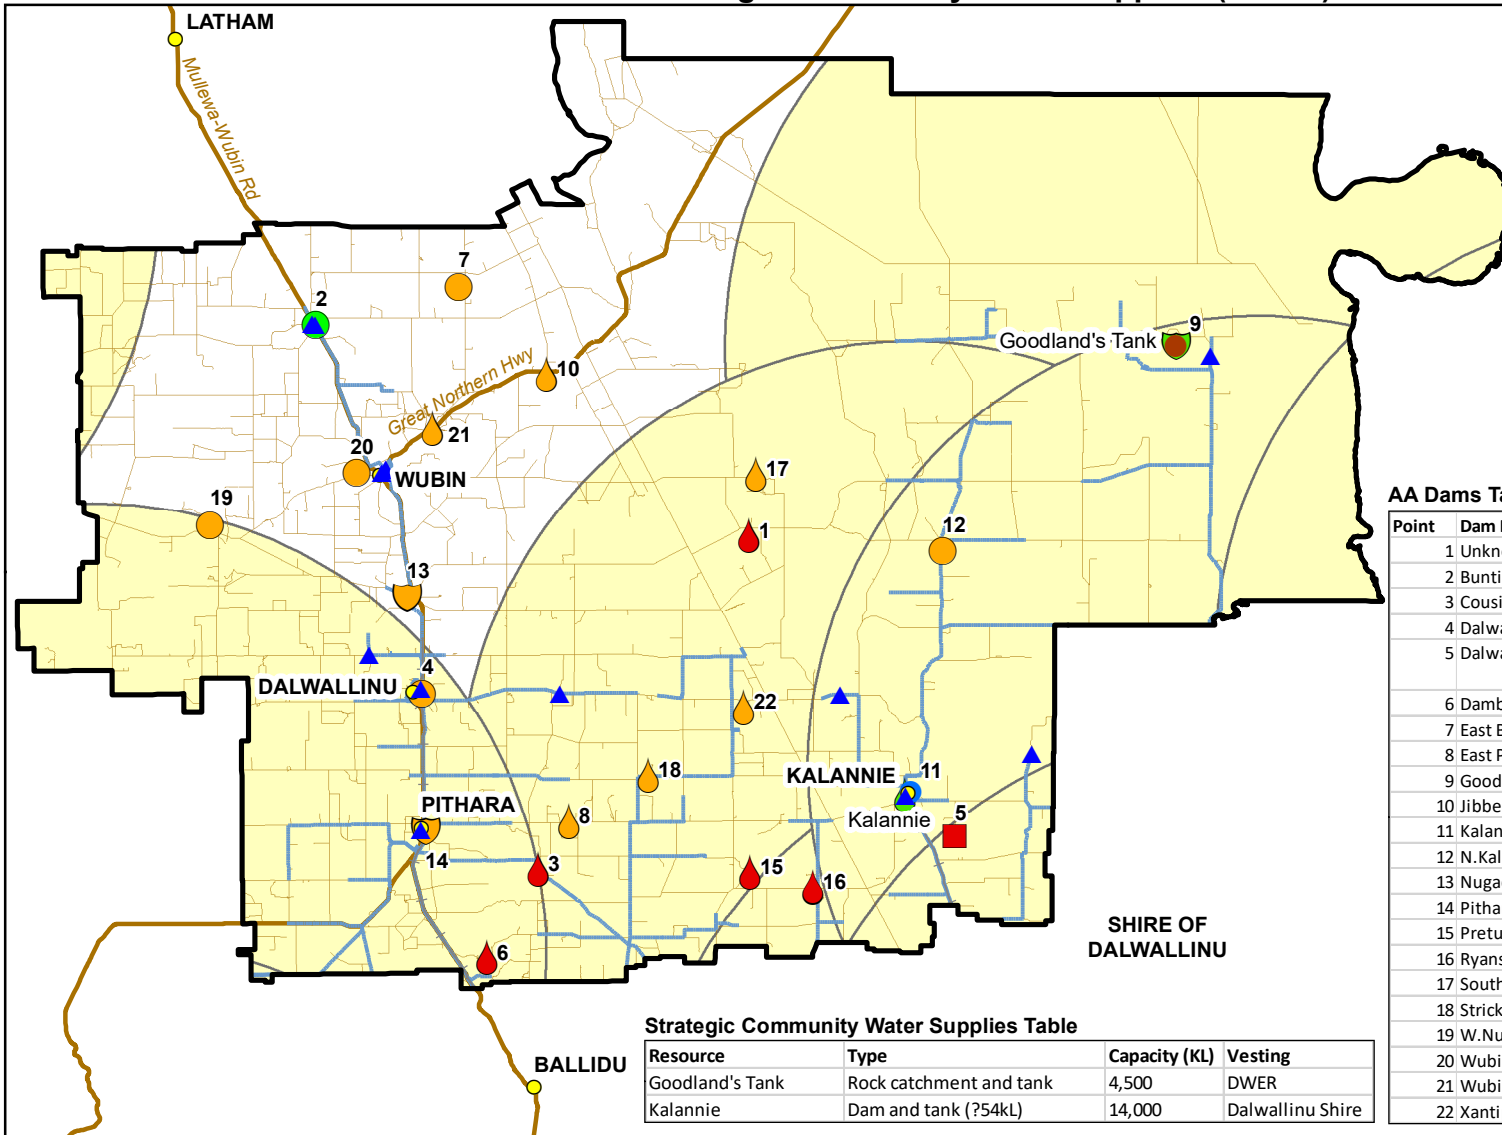 LATHAM
Mullewa-Wubin Rd
7
2
9
Goodland's Tank
10
Great Northern Hwy
21
20
WUBIN
17
19
1
12
13
4
DALWALLINU
22
18
KALANNIE
11
PITHARA
8
Kalannie
5
14
3
15
16
6
SHIRE OF
DALWALLINU
BALLIDU
Strategic Community Water Supplies Table
Resource Type Capacity (KL) Vesting
Goodland's Tank Rock catchment and tank 4,500 DWER
Kalannie Dam and tank (?54kL) 14,000 Dalwallinu Shire
AA Dams Ta
Point Dam
1 Unkn
2 Bunti
3 Cousi
4 Dalwa
5 Dalwa
6 Damb
7 East
8 East
9 Good
10 Jibbe
11 Kalan
12 N.Kal
13 Nuga
14 Pitha
15 Pretu
16 Ryans
17 South
18 Strick
19 W.Nu
20 Wubi
21 Wubi
22 Xanti